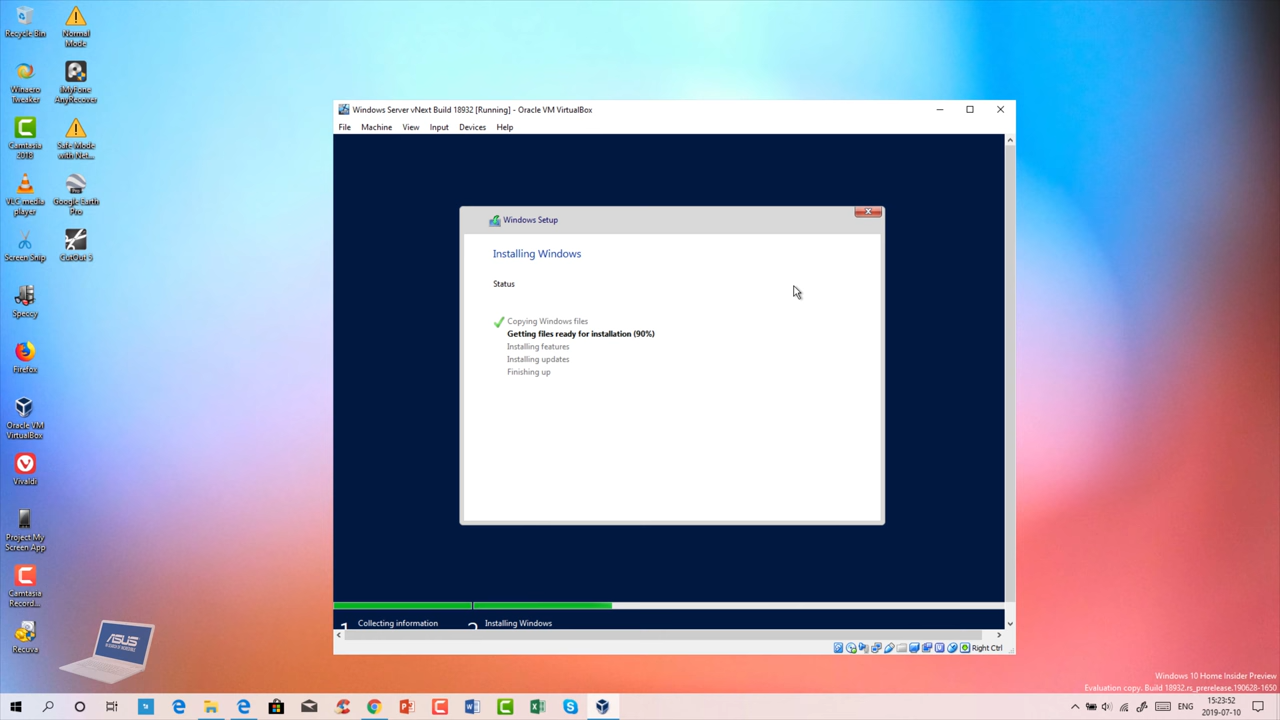 Recycle Bin
Normal
Mode
Winaero
Tweaker
iMyFone
AnyRecover
Camtasia
2018
Safe Mode
with Net...
VLC media
player
Google Earth
Pro
Screen Snip
CutOut 5
Speccy
Firefox
Oracle VM
VirtualBox
Vivaldi
Project My
Screen App
Camtasia
Record...
Recuva
ASUS
Windows Server vNext Build 18932 [Running] - Oracle VM VirtualBox
File Machine View Input Devices Help
Windows Setup
Installing Windows
Status
Copying Windows files
Getting files ready for installation (90%)
Installing features
Installing updates
Finishing up
1 Collecting information 2 Installing Windows
Right Ctrl
Windows 10 Home Insider Preview
Evaluation copy. Build 18932.rs_prerelease.190628-1650
ENG
15:23:52
2019-07-10